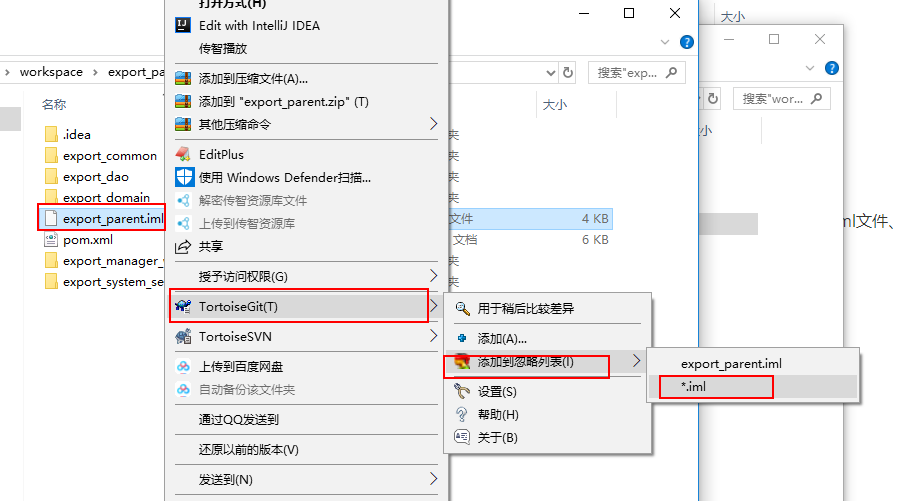 打开方式(H)
Edit with IntelliJ IDEA
传智播放
添加到压缩文件(A)...
添加到 "export_parent.zip" (T)
其他压缩命令
EditPlus
使用 Windows Defender扫描...
解密传智资源库文件
上传到传智资源库
共享
授予访问权限(G)
TortoiseGit(T)
TortoiseSVN
上传到百度网盘
自动备份该文件夹
通过QQ发送到
还原以前的版本(V)
发送到(N)
workspace
export_pa
名称
.idea
export_common
export_dao
export_domain
export_parent.iml
pom.xml
export_manager_
export_system_se
搜索"exp...
大小
夹
夹
夹
夹
文件
4 KB
文档
6 KB
夹
夹
用于稍后比较差异
添加(A)...
添加到忽略列表(I)
设置(S)
帮助(H)
关于(B)
export_parent.iml
*.iml
大小
搜索"wor...
小
ml文件、